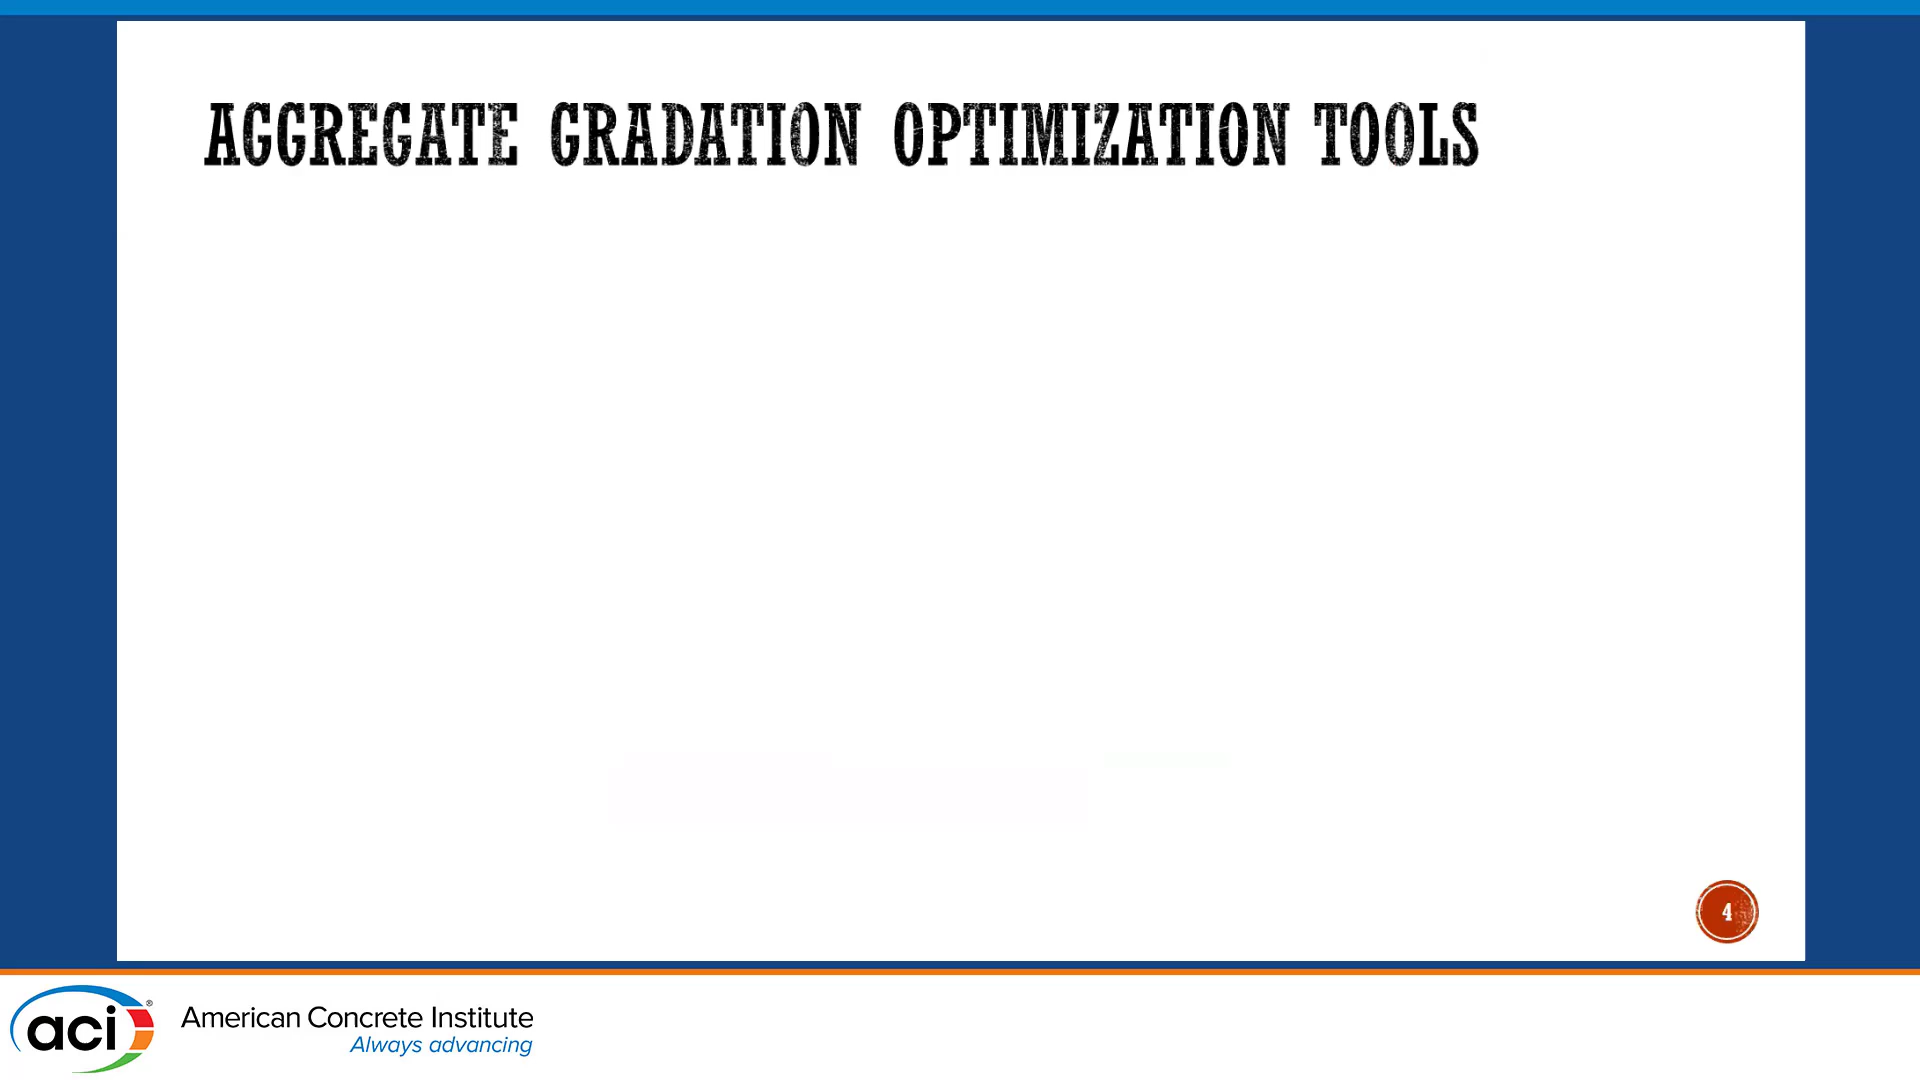 AGGREGATE GRADATION OPTIMIZATION TOOLS
4
aci®
American Concrete Institute
Always advancing